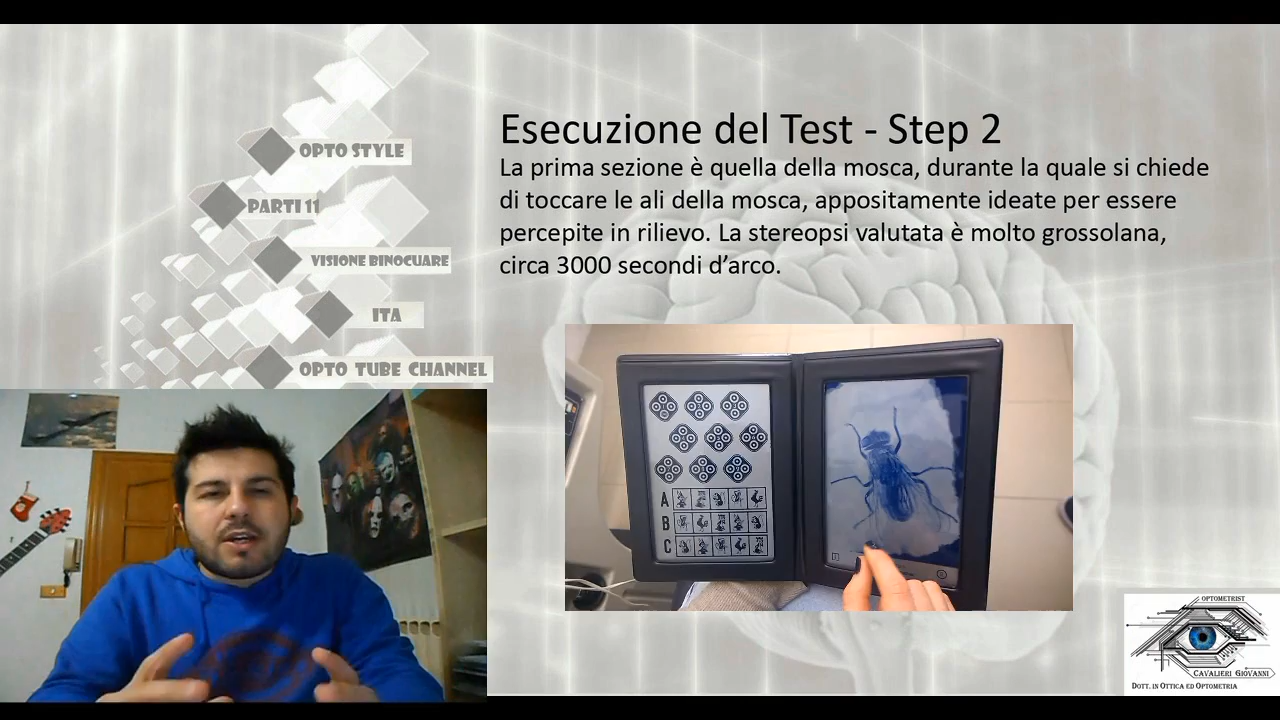 Esecuzione del Test - Step 2
La prima sezione è quella della mosca, durante la quale si chiede
di toccare le ali della mosca, appositamente ideate per essere
percepite in rilievo. La stereopsi valutata è molto grossolana,
circa 3000 secondi d’arco.
OPTO STYLE
PARTI 11
VISIONE BINOCUARE
ITA
OPTO TUBE CHANNEL
A
B
C
OPTOMETRIST
CAVALIERI GIOVANNI
DOTT. IN OTTICA ED OPTOMETRIA